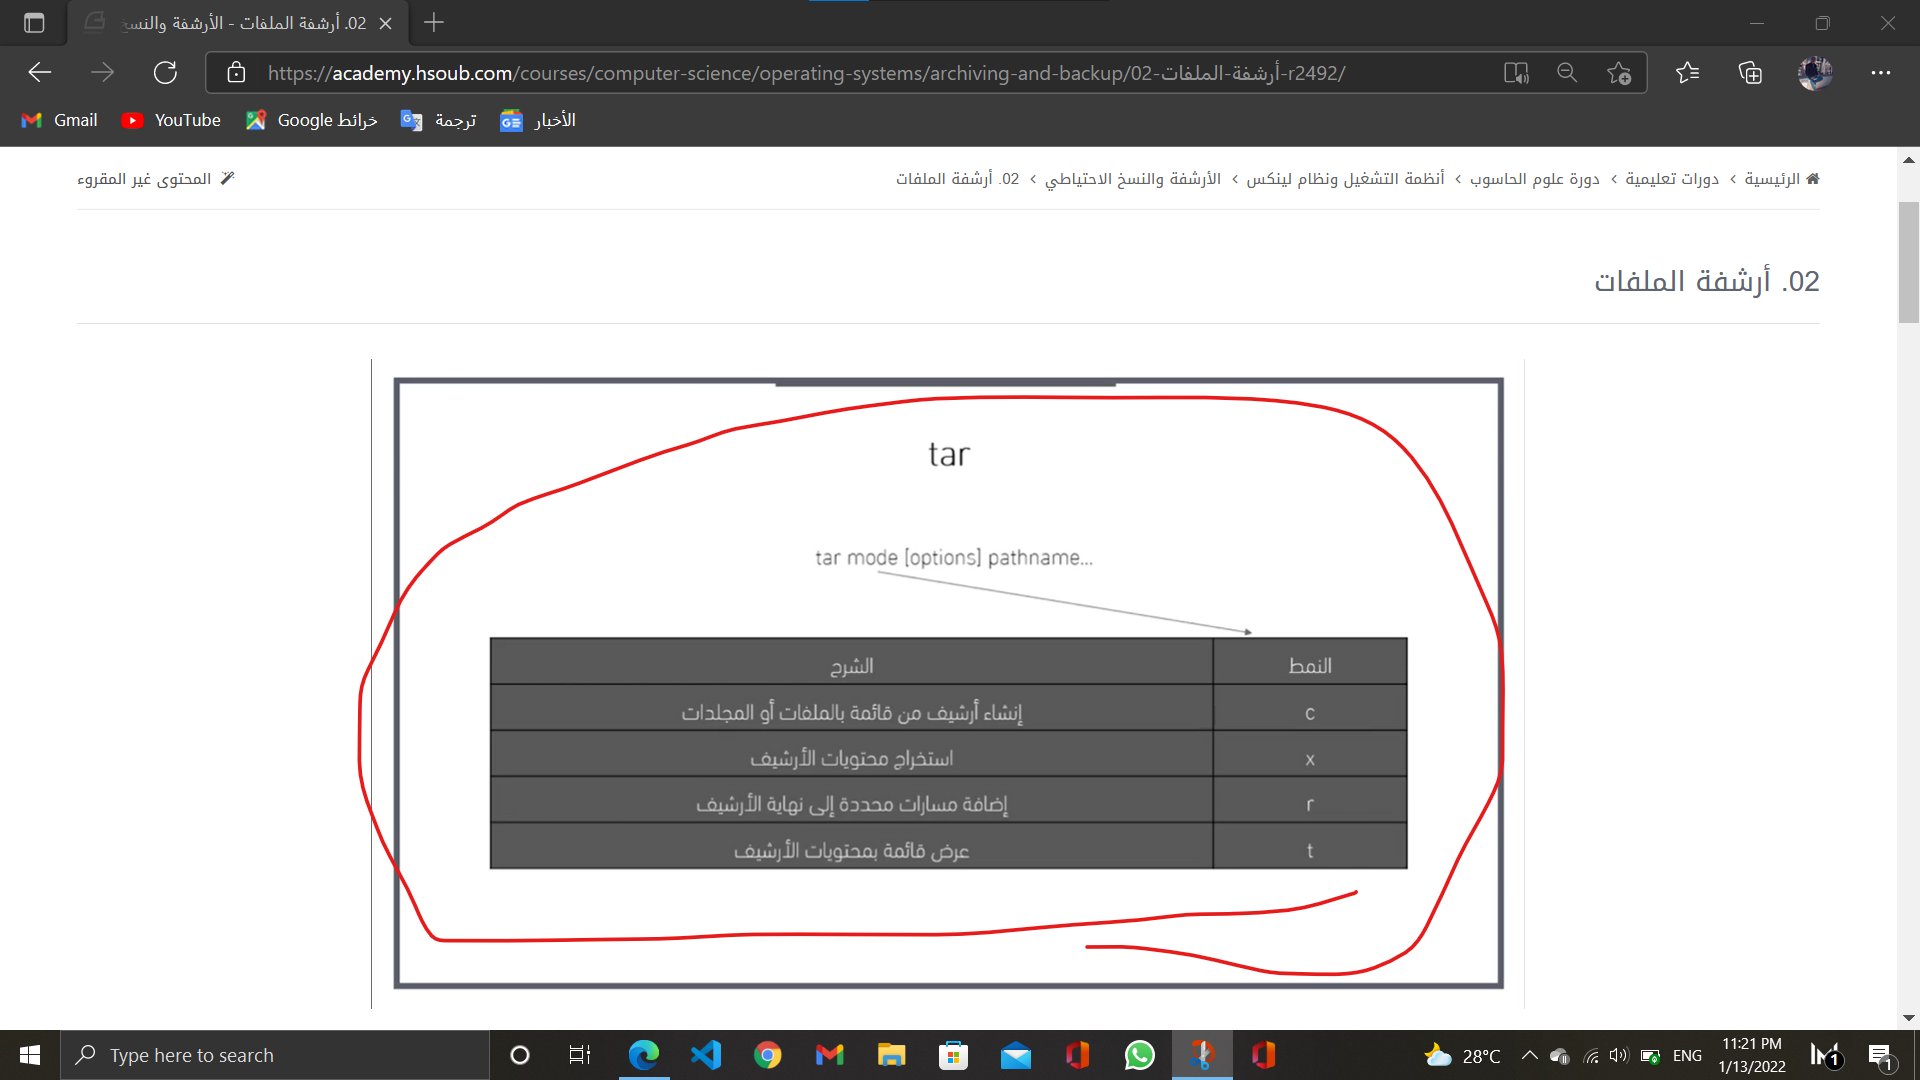 02. أرشفة الملفات - الأرشفة والنسخ
https://academy.hsoub.com/courses/computer-science/operating-systems/archiving-and-backup/02-أرشفة-الملفات-r2492/
Gmail
YouTube
خرائط Google
ترجمة
الأخبار
الرئيسية > دورات تعليمية > دورة علوم الحاسوب > أنظمة التشغيل ونظام لينكس > الأرشفة والنسخ الاحتياطي > 02. أرشفة الملفات
المحتوى غير المقروء
02. أرشفة الملفات
tar
tar mode [options] pathname...
النمط الشرح
c إنشاء أرشيف من قائمة بالملفات أو المجلدات
x استخراج محتويات الأرشيف
r إضافة مسارات محددة إلى نهاية الأرشيف
t عرض قائمة بمحتويات الأرشيف
Type here to search
28°C
ENG
11:21 PM
1/13/2022
1
1